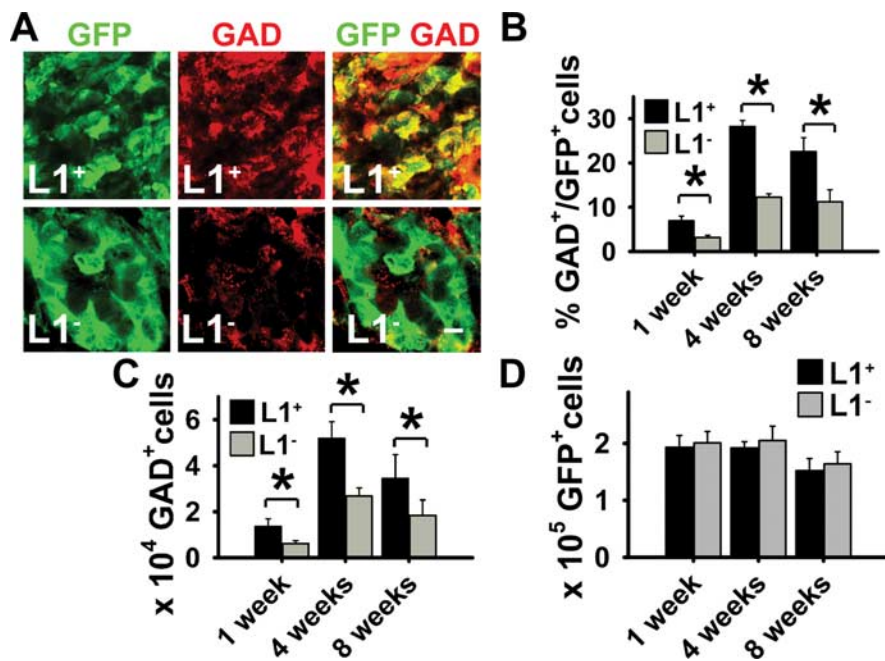 A
GFP
GAD
GFP GAD
L1+
L1+
L1+
L1-
L1-
L1-
B
% GAD+/GFP+cells
30
20
10
0
L1+
L1-
*
*
*
1 week
4 weeks
8 weeks
C
x 10^4 GAD+cells
6
4
2
0
L1+
L1-
*
*
*
1 week
4 weeks
8 weeks
D
x 10^5 GFP+cells
2
1
0
L1+
L1-
1 week
4 weeks
8 weeks